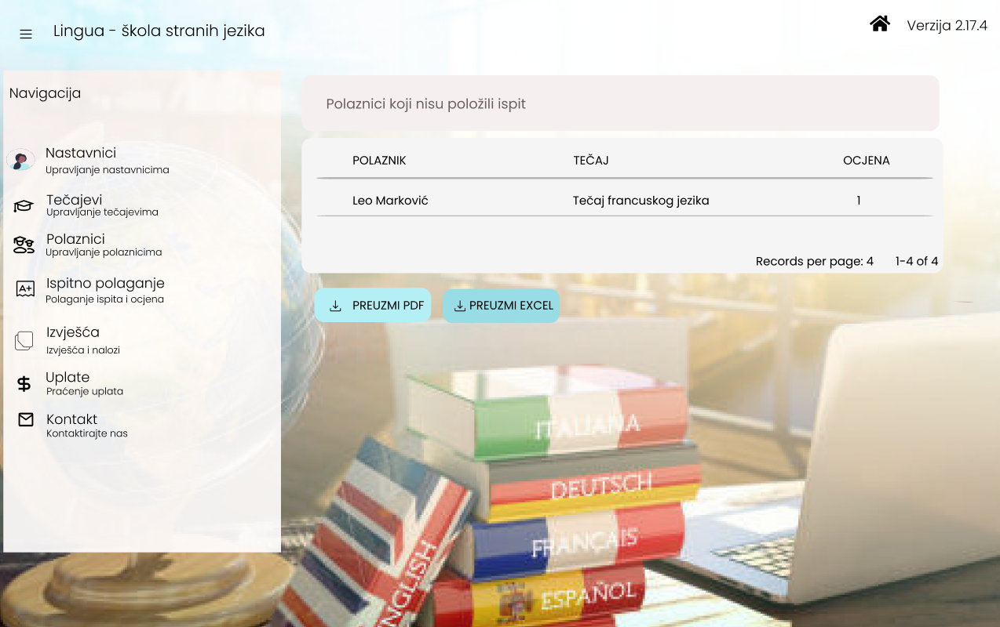 Lingua - škola stranih jezika
Verzija 2.17.4
Navigacija
Nastavnici
Upravljanje nastavnicima
Tečajevi
Upravljanje tečajevima
Polaznici
Upravljanje polaznicima
A+
Ispitno polaganje
Polaganje ispita i ocjena
Izvješća
Izvješća i nalozi
$
Uplate
Praćenje uplata
Kontakt
Kontaktirajte nas
Polaznici koji nisu položili ispit
POLAZNIK TEČAJ OCJENA
Leo Marković Tečaj francuskog jezika 1
Records per page: 4 1-4 of 4
PREUZMI PDF PREUZMI EXCEL
ITALIANA
DEUTSCH
FRANÇAIS
ESPAÑOL
ENGLISH